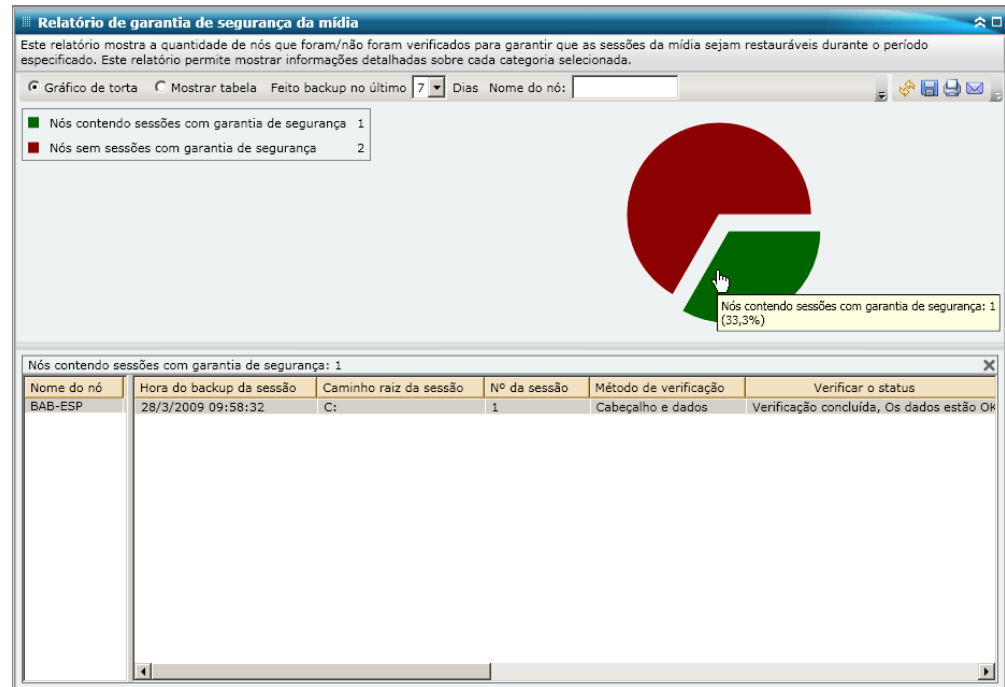 Relatório de garantia de segurança da mídia
Este relatório mostra a quantidade de nós que foram/não foram verificados para garantir que as sessões da mídia sejam restauráveis durante o período
especificado. Este relatório permite mostrar informações detalhadas sobre cada categoria selecionada.
Gráfico de torta Mostrar tabela Feito backup no último 7 Dias Nome do nó:
Nós contendo sessões com garantia de segurança 1
Nós sem sessões com garantia de segurança 2
Nós contendo sessões com garantia de segurança: 1
(33,3%)
Nós contendo sessões com garantia de segurança: 1
Nome do nó Hora do backup da sessão Caminho raiz da sessão Nº da sessão Método de verificação Verificar o status
BAB-ESP 28/3/2009 09:58:32 C: 1 Cabeçalho e dados Verificação concluída, Os dados estão OK